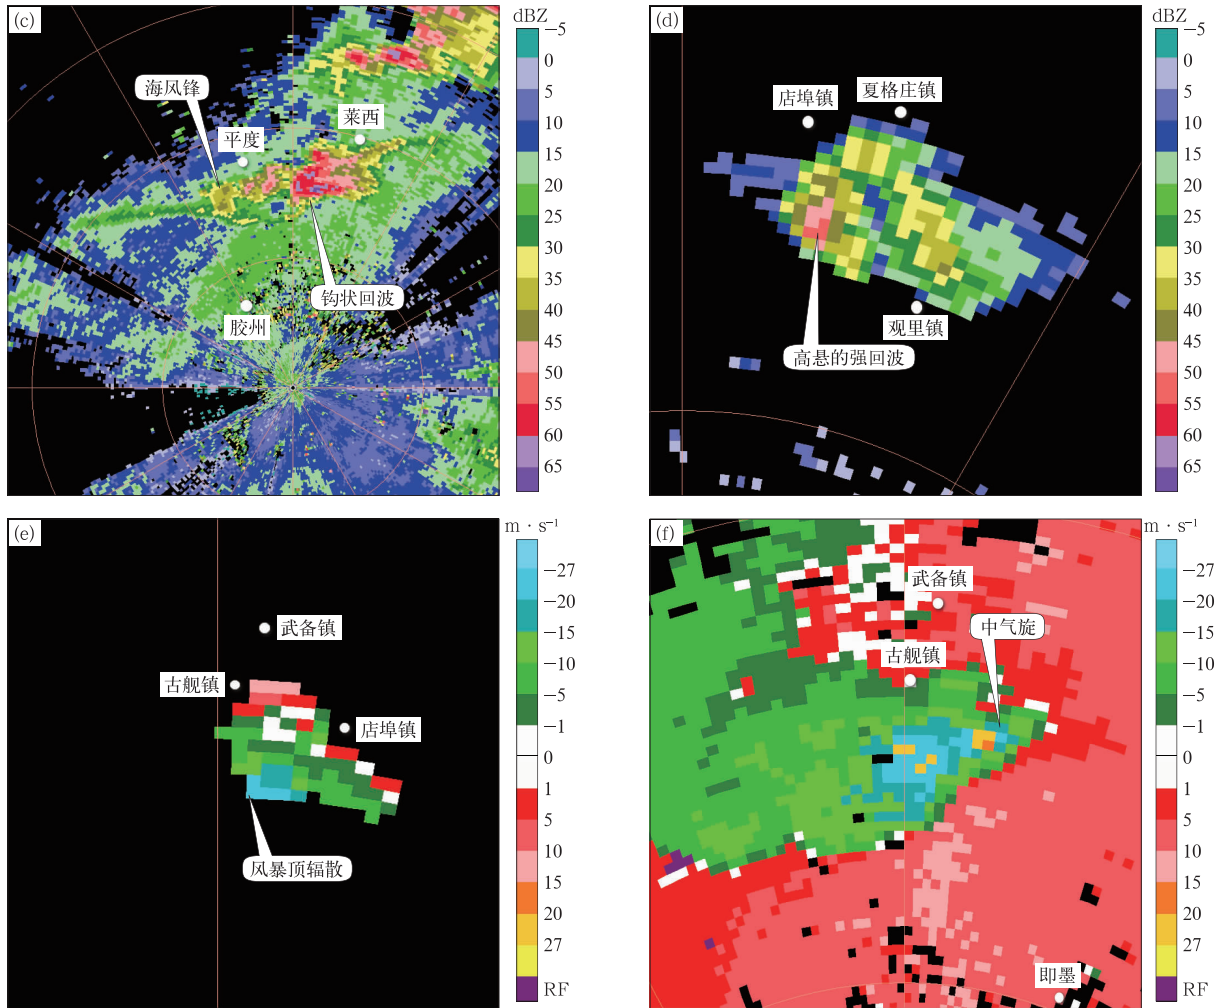 (c)
dBZ
−5
0
5
10
15
20
30
35
40
45
50
55
60
65
海风锋
平度
莱西
钩状回波
胶州
(d)
dBZ
−5
0
5
10
15
20
30
35
40
45
50
55
60
65
店埠镇
夏格庄镇
观里镇
高悬的强回波
(e)
m · s⁻¹
−27
−20
−15
−10
−5
−1
0
1
5
10
15
20
27
RF
武备镇
古舰镇
店埠镇
风暴顶辐散
(f)
m · s⁻¹
−27
−20
−15
−10
−5
−1
0
1
5
10
15
20
27
RF
武备镇
中气旋
古舰镇
即墨